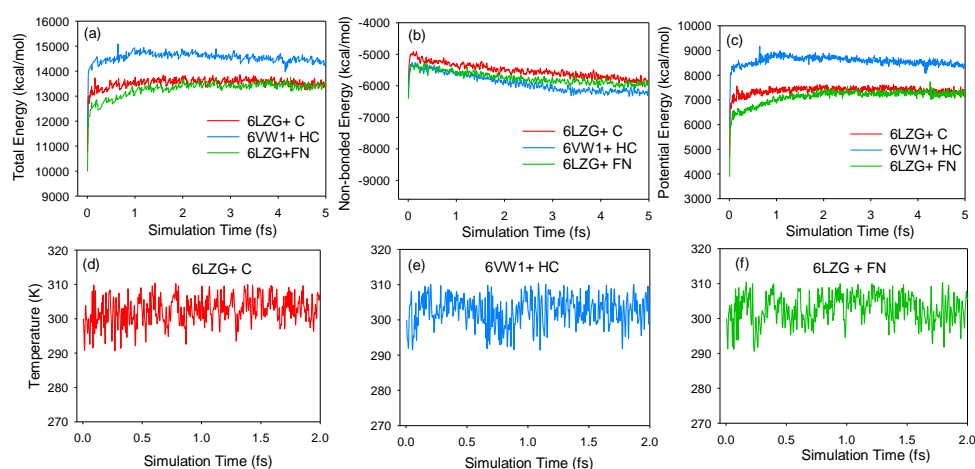 (a)
Total Energy (kcal/mol)
16000
15000
14000
13000
12000
11000
10000
9000
6LZG+ C
6VW1+ HC
6LZG+FN
0 1 2 3 4 5
Simulation Time (fs)
(b)
Non-bonded Energy (kcal/mol)
-3000
-4000
-5000
-6000
-7000
-8000
-9000
6LZG+ C
6VW1+ HC
6LZG+ FN
0 1 2 3 4 5
Simulation Time (fs)
(c)
Potential Energy (kcal/mol)
10000
9000
8000
7000
6000
5000
4000
3000
6LZG+ C
6VW1+ HC
6LZG+ FN
0 1 2 3 4 5
Simulation Time (fs)
(d)
6LZG+ C
Temperature (K)
320
310
300
290
280
270
0.0 0.5 1.0 1.5 2.0
Simulation Time (fs)
(e)
6VW1+ HC
320
310
300
290
280
270
0.0 0.5 1.0 1.5 2.0
Simulation Time (fs)
(f)
6LZG + FN
320
310
300
290
280
270
0.0 0.5 1.0 1.5 2.0
Simulation Time (fs)